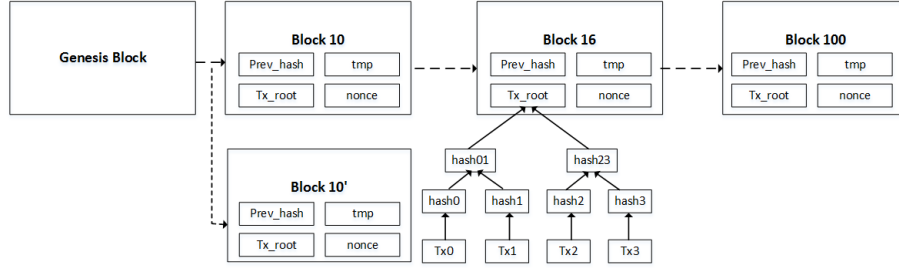 Genesis Block
Block 10
Prev_hash tmp
Tx_root nonce
Block 16
Prev_hash tmp
Tx_root nonce
Block 100
Prev_hash tmp
Tx_root nonce
Block 10'
Prev_hash tmp
Tx_root nonce
hash01 hash23
hash0 hash1 hash2 hash3
Tx0 Tx1 Tx2 Tx3